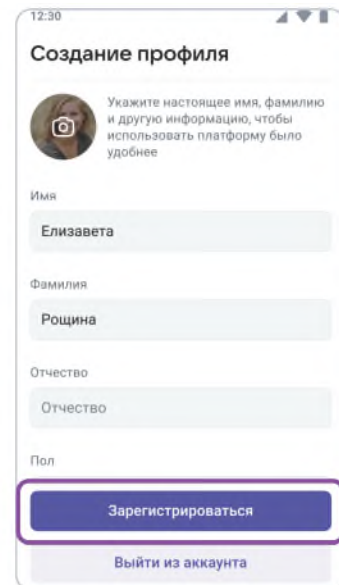 12:30
Создание профиля
Укажите настоящее имя, фамилию
и другую информацию, чтобы
использовать платформу было
удобнее
Имя
Елизавета
Фамилия
Рощина
Отчество
Отчество
Пол
Зарегистрироваться
Выйти из аккаунта